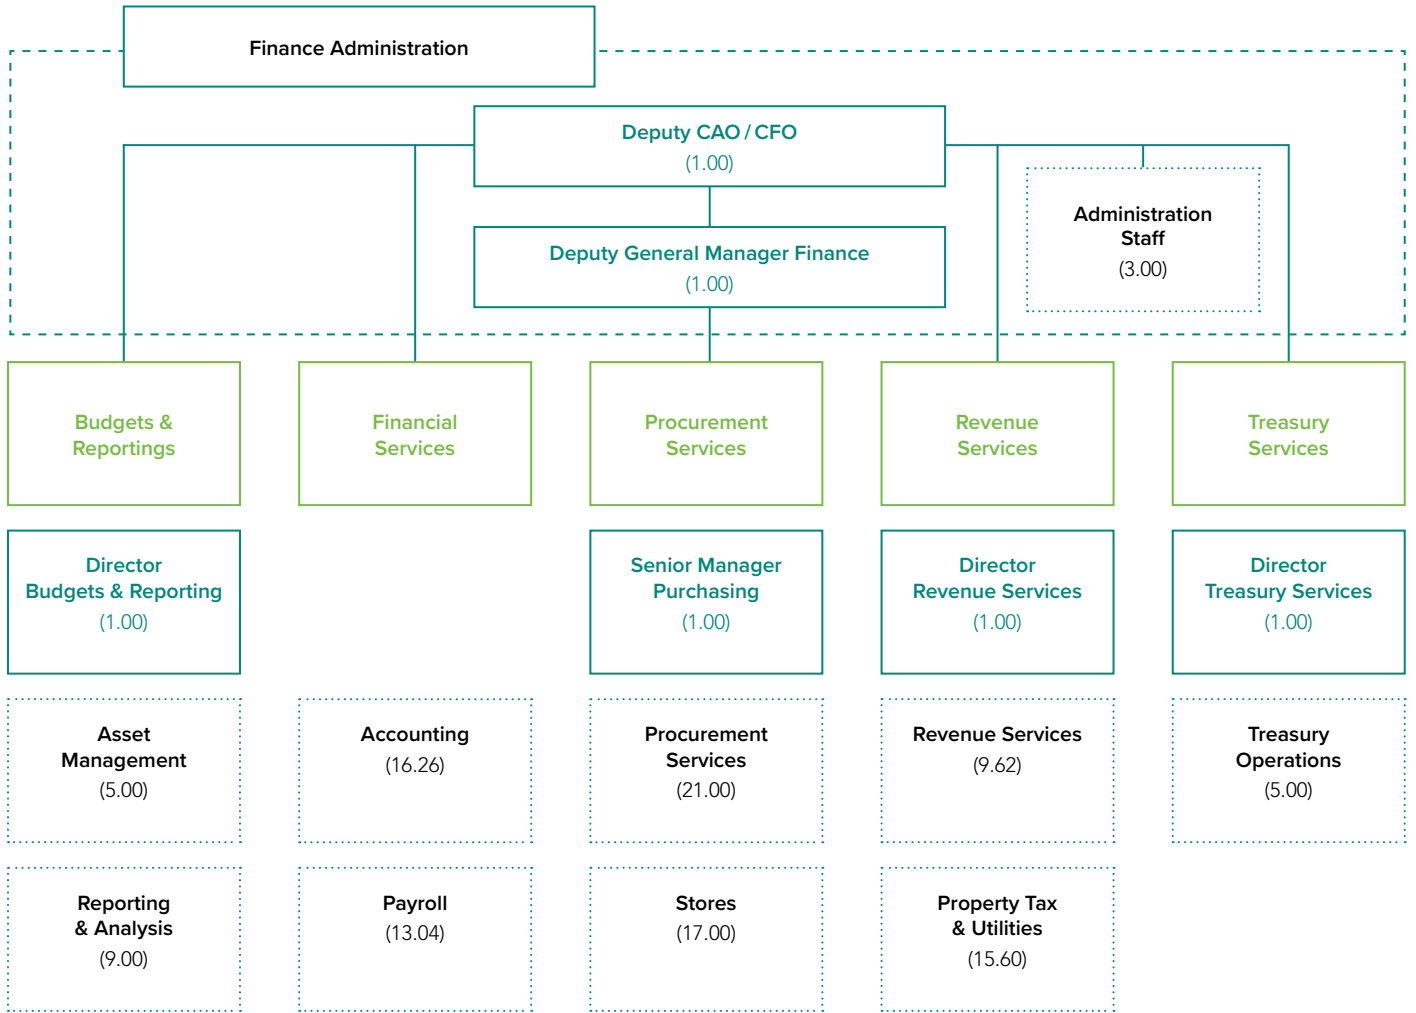 Finance Administration
Deputy CAO / CFO
(1.00)
Deputy General Manager Finance
(1.00)
Administration
Staff
(3.00)
Budgets &
Reportings
Financial
Services
Procurement
Services
Revenue
Services
Treasury
Services
Director
Budgets & Reporting
(1.00)
Senior Manager
Purchasing
(1.00)
Director
Revenue Services
(1.00)
Director
Treasury Services
(1.00)
Asset
Management
(5.00)
Accounting
(16.26)
Procurement
Services
(21.00)
Revenue Services
(9.62)
Treasury
Operations
(5.00)
Reporting
& Analysis
(9.00)
Payroll
(13.04)
Stores
(17.00)
Property Tax
& Utilities
(15.60)